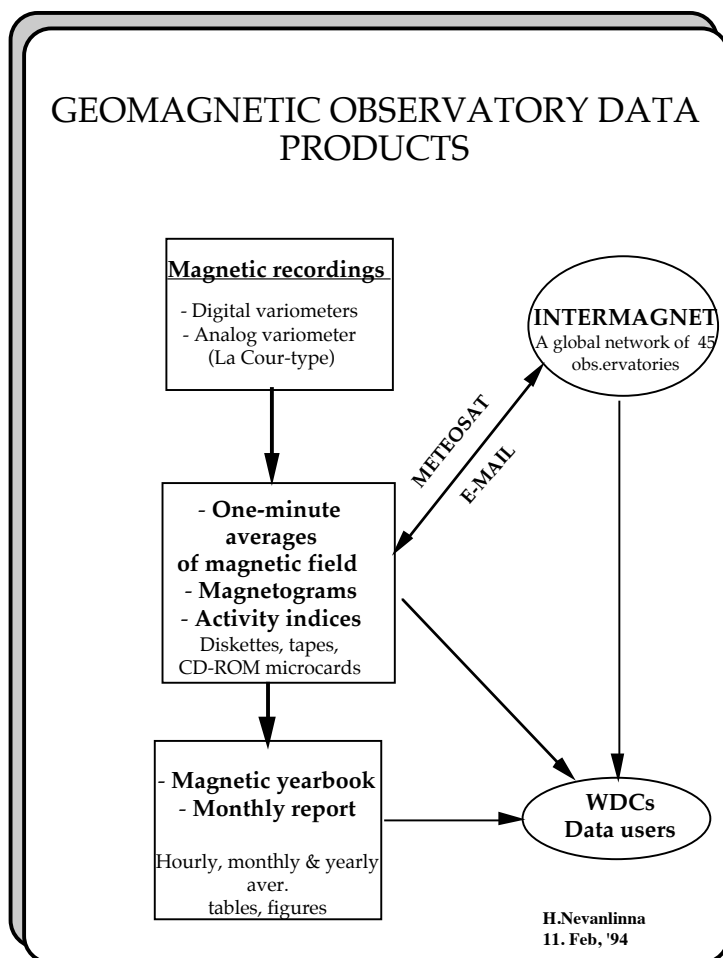 GEOMAGNETIC OBSERVATORY DATA
PRODUCTS
Magnetic recordings
- Digital variometers
- Analog variometer
(La Cour-type)
INTERMAGNET
A global network of 45
obs.ervatories
METEOSAT
E-MAIL
- One-minute
averages
of magnetic field
- Magnetograms
- Activity indices
Diskettes, tapes,
CD-ROM microcards
- Magnetic yearbook
- Monthly report
Hourly, monthly & yearly
aver.
tables, figures
WDCs
Data users
H.Nevanlinna
11. Feb, '94